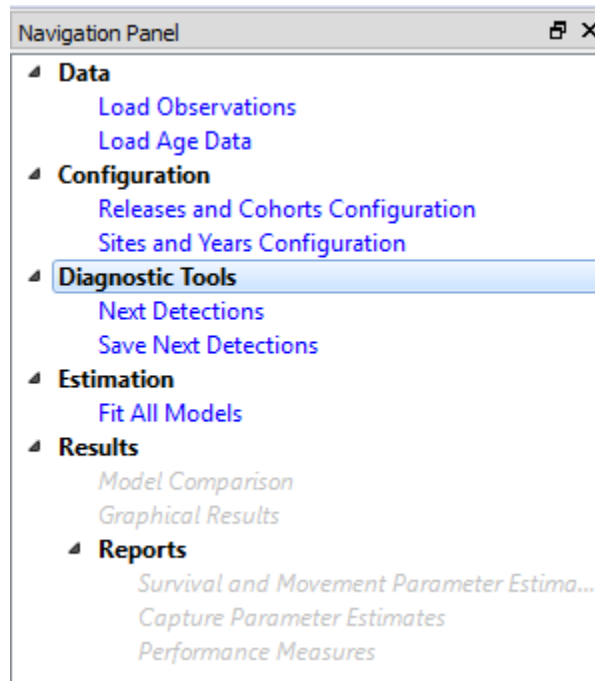 Navigation Panel
Data
Load Observations
Load Age Data
Configuration
Releases and Cohorts Configuration
Sites and Years Configuration
Diagnostic Tools
Next Detections
Save Next Detections
Estimation
Fit All Models
Results
Model Comparison
Graphical Results
Reports
Survival and Movement Parameter Estima...
Capture Parameter Estimates
Performance Measures